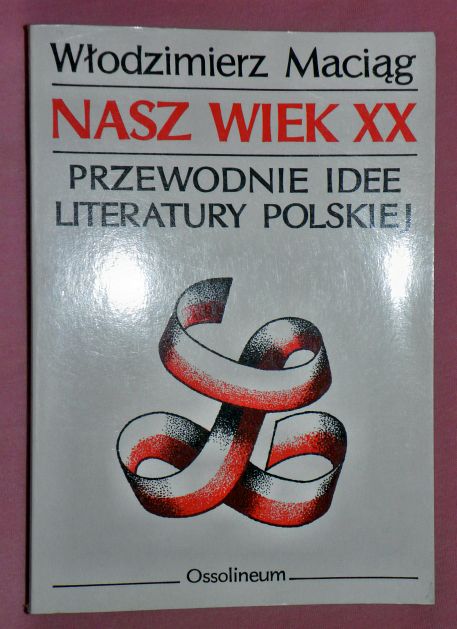 Włodzimierz Maciąg
NASZ WIEK XX
PRZEWODNIE IDEE
LITERATURY POLSKIEJ
Ossolineum